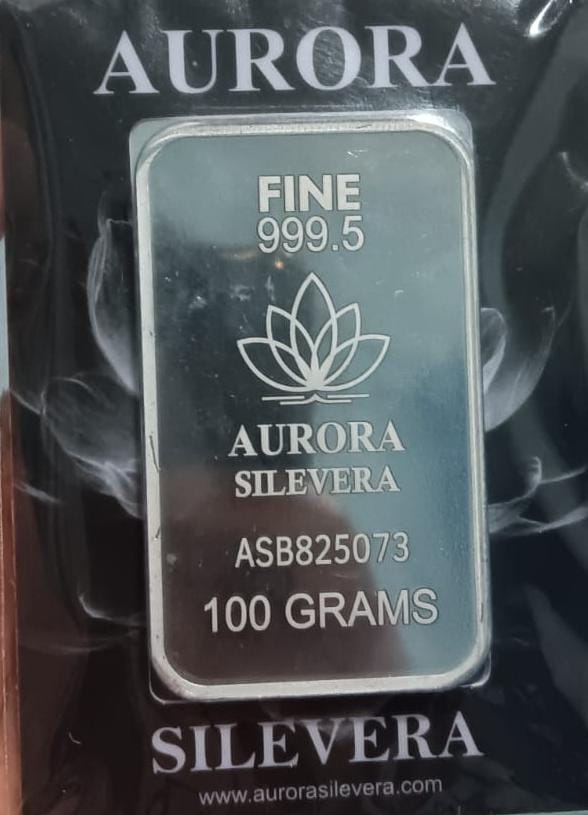 AURORA
FINE
999.5
AURORA
SILEVERA
ASB825073
100 GRAMS
SILEVERA
www.aurorasilevera.com